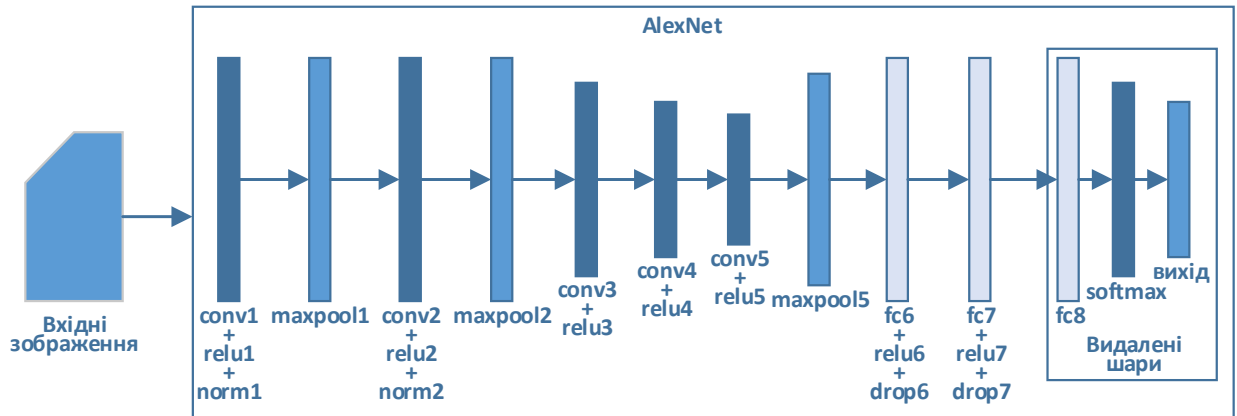 AlexNet
Вхідні
зображення
conv1
+
relu1
+
norm1
maxpool1
conv2
+
relu2
+
norm2
maxpool2
conv3
+
relu3
conv4
+
relu4
conv5
+
relu5
maxpool5
fc6
+
relu6
+
drop6
fc7
+
relu7
+
drop7
fc8
softmax
вихід
Видалені
шари